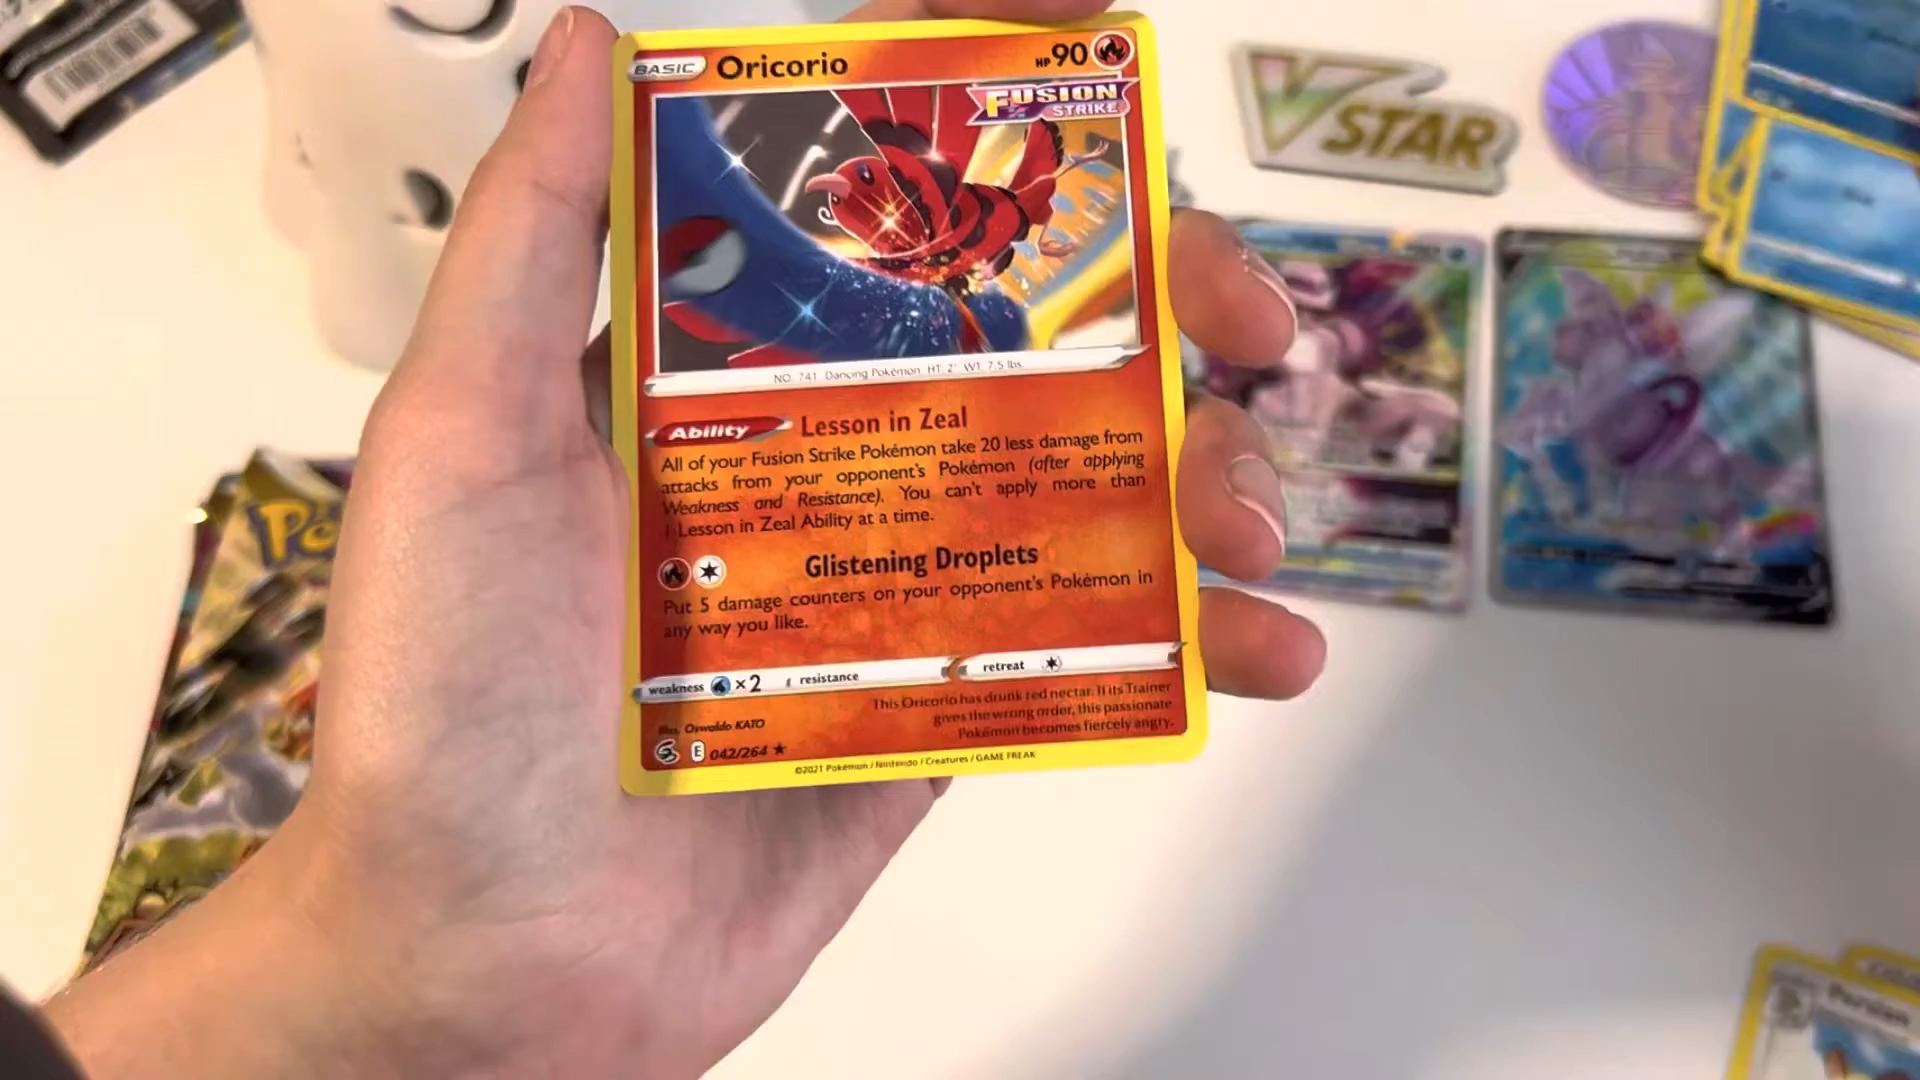 BASIC Oricorio HP 90
FUSION
STRIKE
NO. 741 Dancing Pokémon HT: 2' WT: 7.5 lbs.
Ability Lesson in Zeal
All of your Fusion Strike Pokémon take 20 less damage from
attacks from your opponent's Pokémon (after applying
Weakness and Resistance). You can't apply more than
1 Lesson in Zeal Ability at a time.
Glistening Droplets
Put 5 damage counters on your opponent's Pokémon in
any way you like.
weakness ×2 resistance retreat
This Oricorio has drunk red nectar. If its Trainer
gives the wrong order, this passionate
Pokémon becomes fiercely angry.
Illus. Oswaldo KATO
E 042/264 ★
©2021 Pokémon / Nintendo / Creatures / GAME FREAK
V STAR
Po
Persian